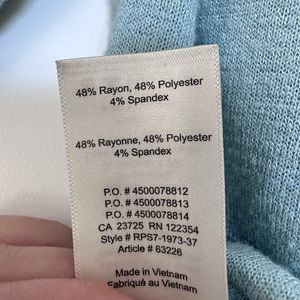 48% Rayon, 48% Polyester
4% Spandex
48% Rayonne, 48% Polyester
4% Spandex
P.O. # 4500078812
P.O. # 4500078813
P.O. # 4500078814
CA 23725 RN 122354
Style # RPS7-1973-37
Article # 63226
Made in Vietnam
Fabriqué au Vietnam